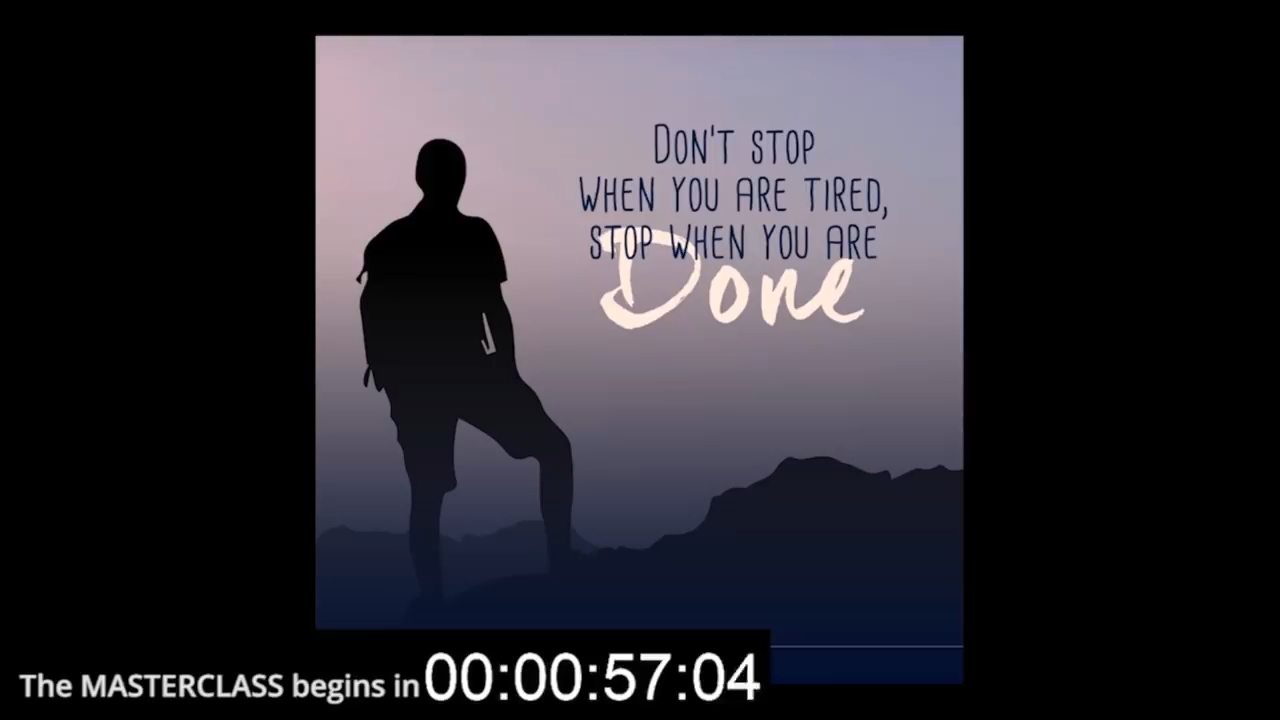 DON'T STOP
WHEN YOU ARE TIRED,
STOP WHEN YOU ARE
Done
The MASTERCLASS begins in 00:00:57:04